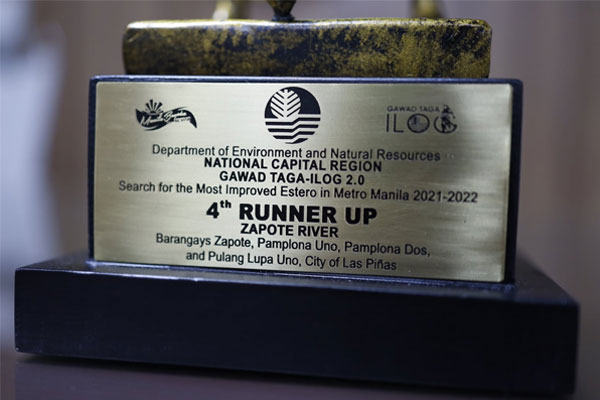 GAWAD TAGA
ILOG
Department of Environment and Natural Resources
NATIONAL CAPITAL REGION
GAWAD TAGA-ILOG 2.0
Search for the Most Improved Estero in Metro Manila 2021-2022
4th RUNNER UP
ZAPOTE RIVER
Barangays Zapote, Pamplona Uno, Pamplona Dos,
and Pulang Lupa Uno, City of Las Piñas